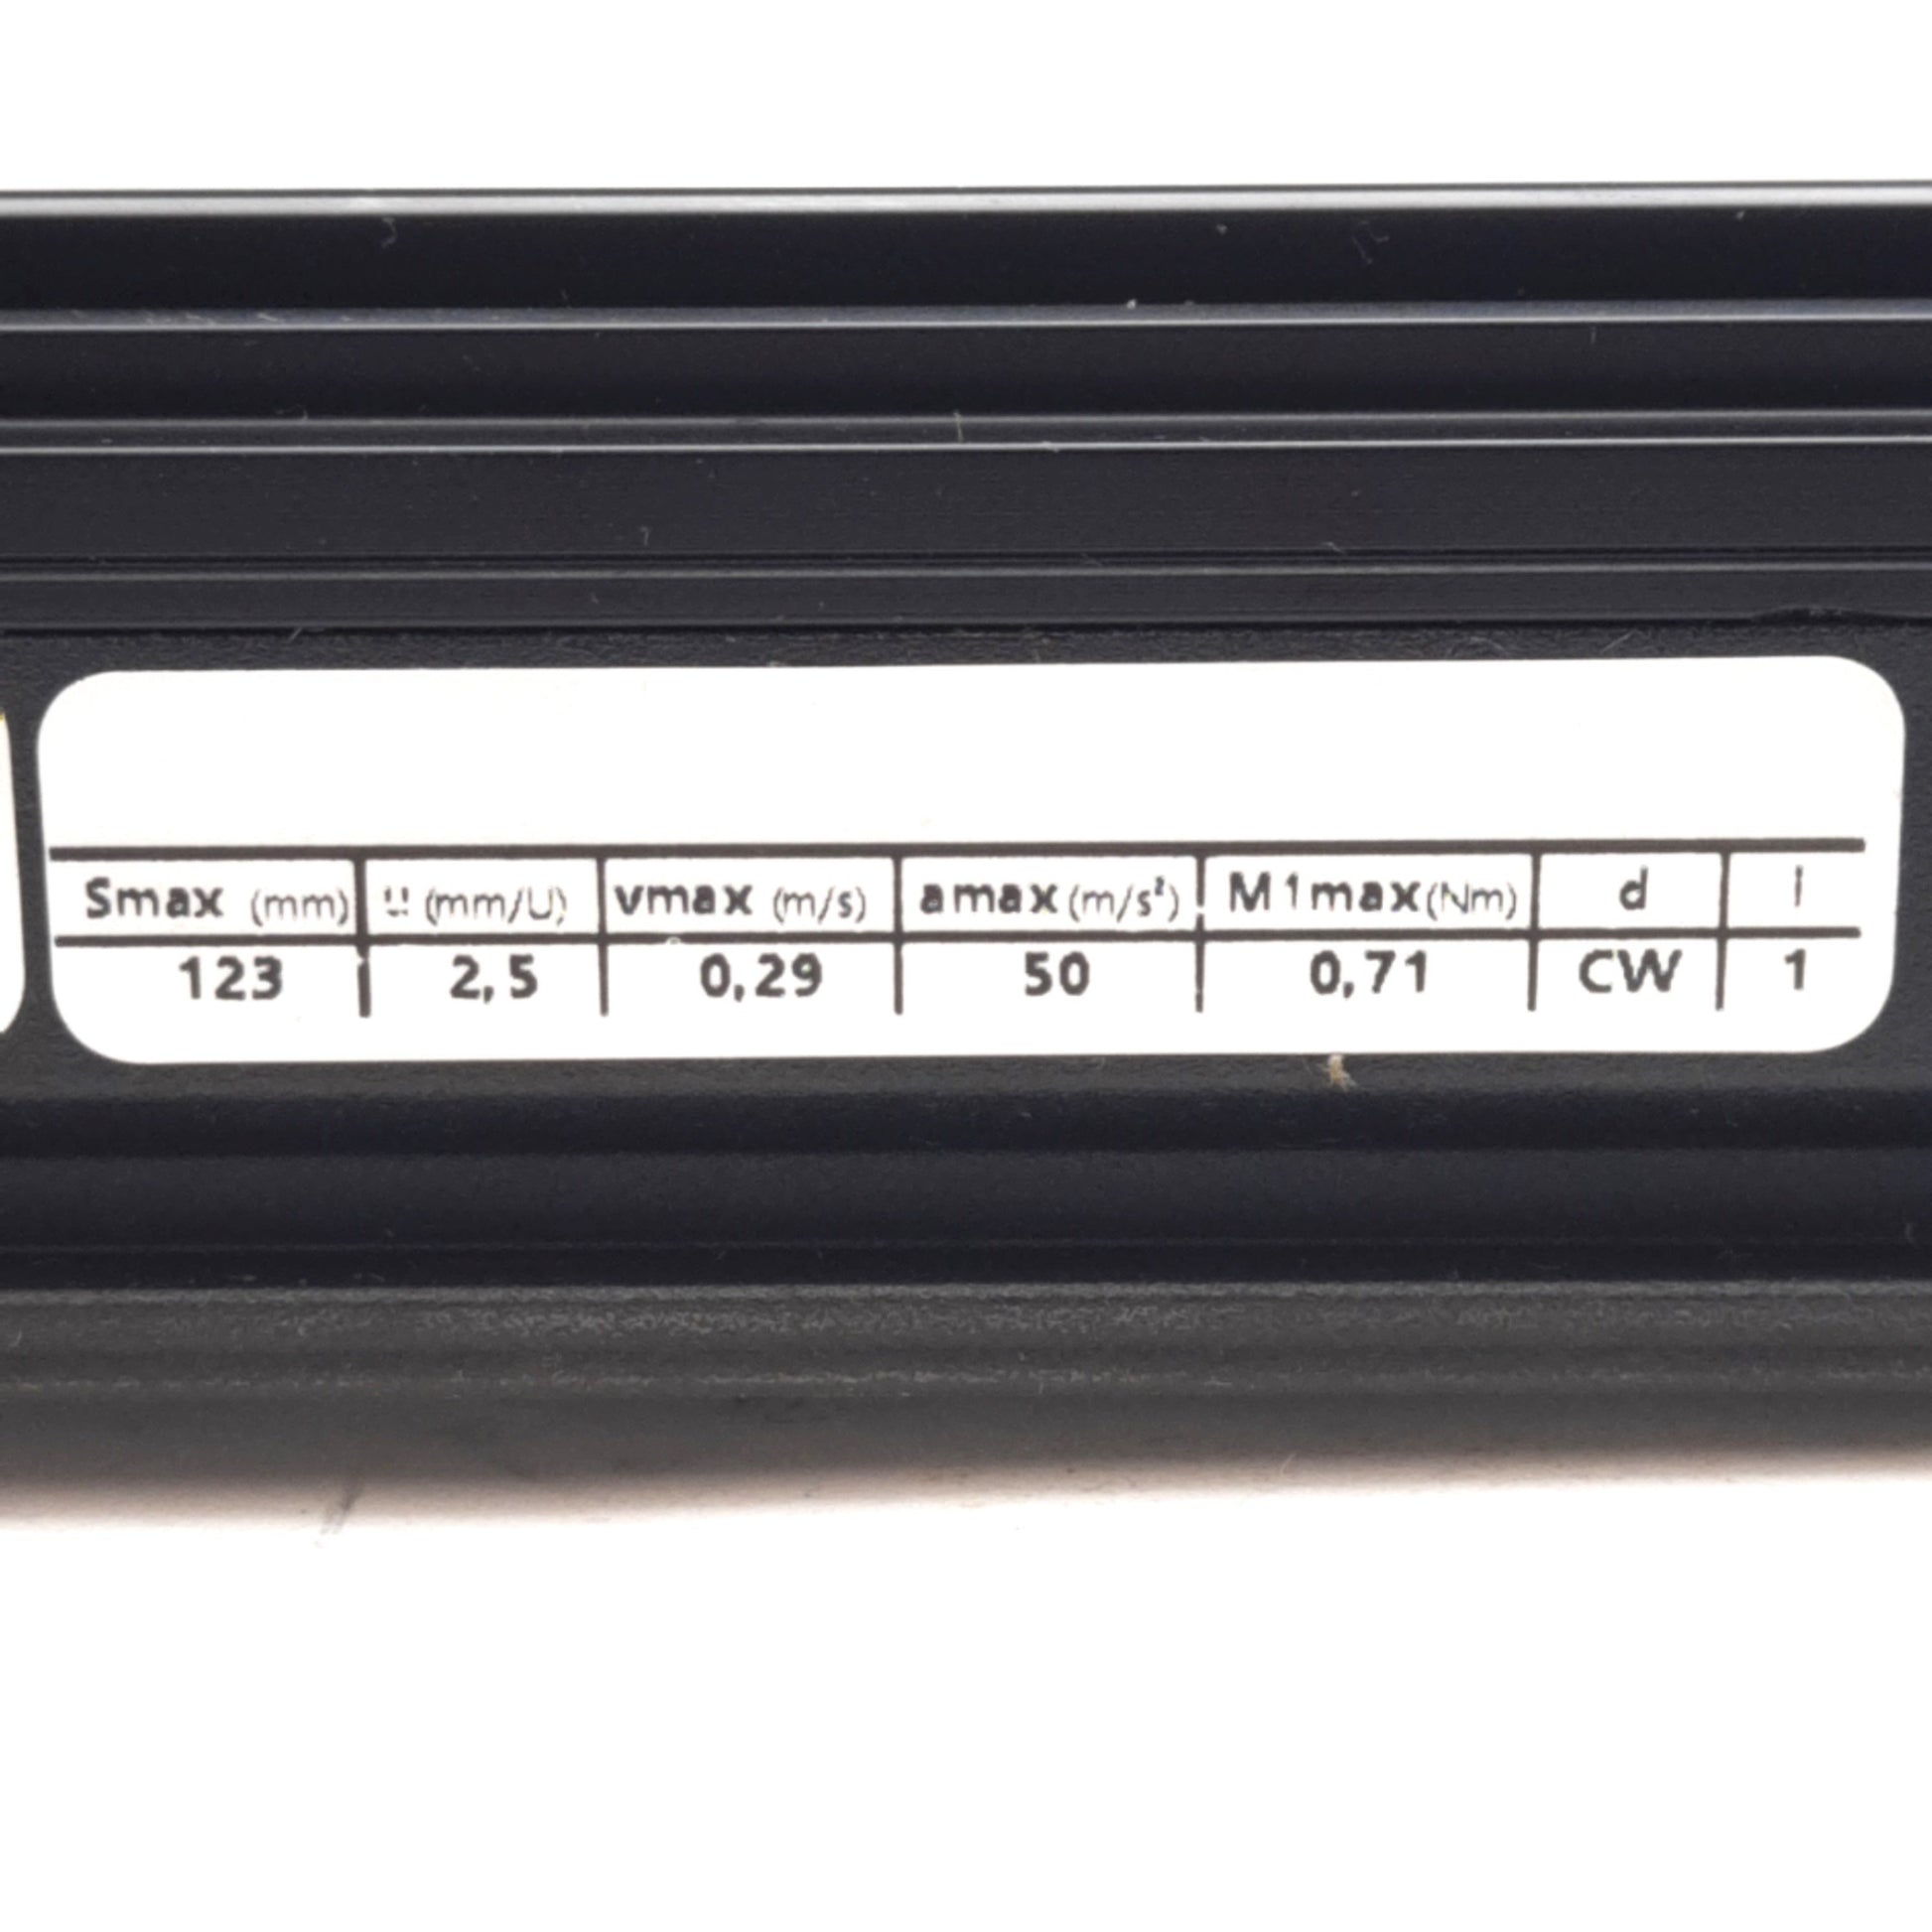 Smax (mm) u (mm/U) vmax (m/s) amax (m/s²) M1max (Nm) d i
123 2,5 0,29 50 0,71 CW 1